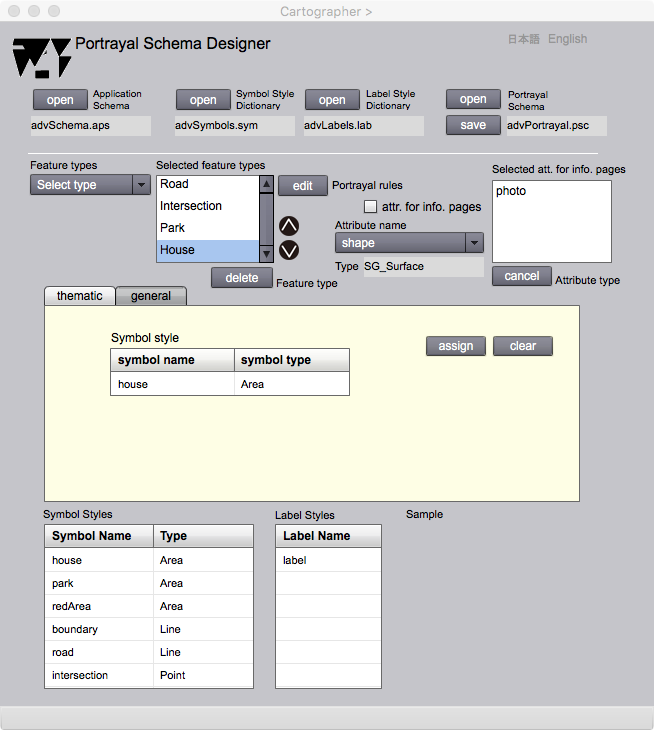 Cartographer >
Portrayal Schema Designer
日本語 English
open Application Schema
open Symbol Style Dictionary
open Label Style Dictionary
open Portrayal Schema
advSchema.aps
advSymbols.sym
advLabels.lab
save advPortrayal.psc
Feature types
Select type
Selected feature types
Road
Intersection
Park
House
edit Portrayal rules
attr. for info. pages
Attribute name
shape
Type SG_Surface
delete Feature type
Selected att. for info. pages
photo
cancel Attribute type
thematic general
Symbol style
symbol name symbol type
house Area
assign clear
Symbol Styles
Symbol Name Type
house Area
park Area
redArea Area
boundary Line
road Line
intersection Point
Label Styles
Label Name
label
Sample